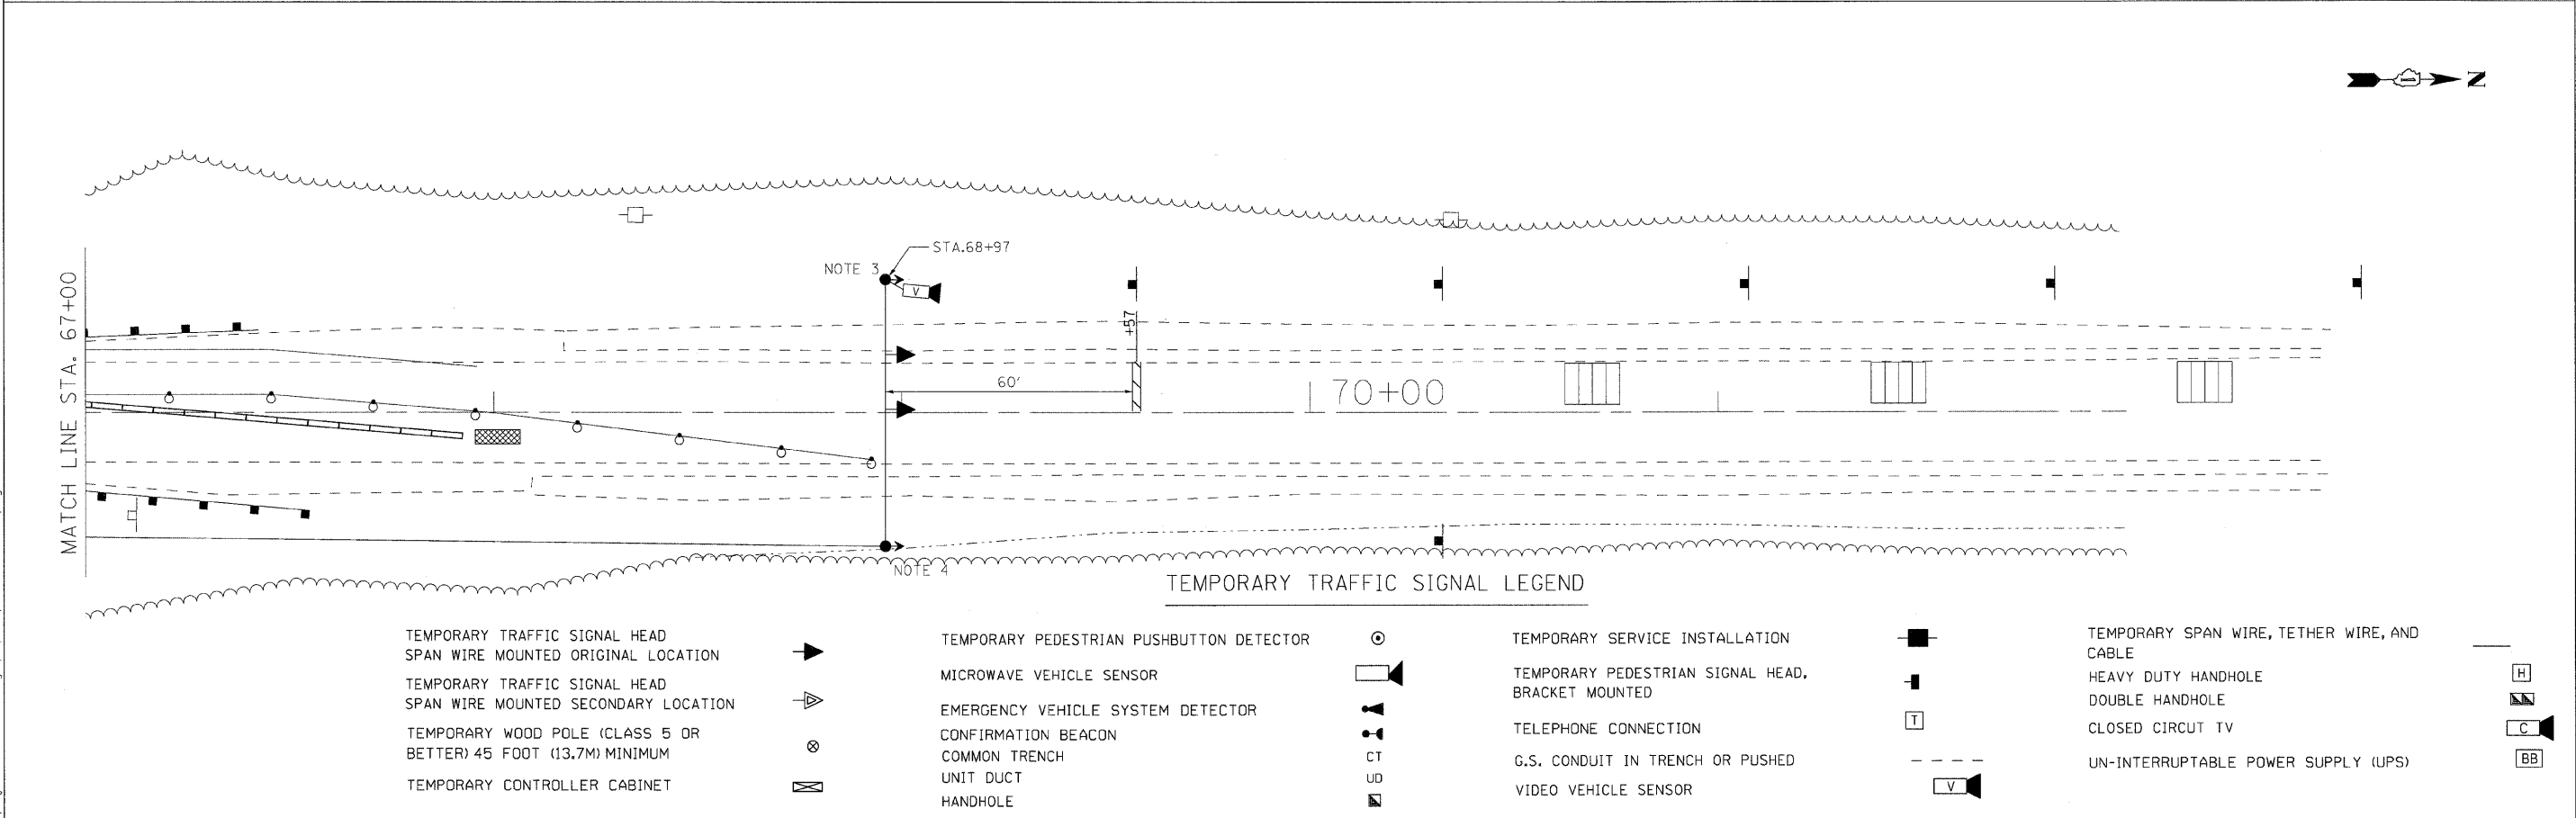 N
STA.68+97
NOTE 3
V
MATCH LINE STA. 67+00
+57
60'
70+00
NOTE 4
TEMPORARY TRAFFIC SIGNAL LEGEND
TEMPORARY TRAFFIC SIGNAL HEAD
SPAN WIRE MOUNTED ORIGINAL LOCATION
TEMPORARY TRAFFIC SIGNAL HEAD
SPAN WIRE MOUNTED SECONDARY LOCATION
TEMPORARY WOOD POLE (CLASS 5 OR
BETTER) 45 FOOT (13.7M) MINIMUM
TEMPORARY CONTROLLER CABINET
TEMPORARY PEDESTRIAN PUSHBUTTON DETECTOR
MICROWAVE VEHICLE SENSOR
EMERGENCY VEHICLE SYSTEM DETECTOR
CONFIRMATION BEACON
COMMON TRENCH CT
UNIT DUCT UD
HANDHOLE
TEMPORARY SERVICE INSTALLATION
TEMPORARY PEDESTRIAN SIGNAL HEAD,
BRACKET MOUNTED
TELEPHONE CONNECTION T
G.S. CONDUIT IN TRENCH OR PUSHED
VIDEO VEHICLE SENSOR V
TEMPORARY SPAN WIRE, TETHER WIRE, AND
CABLE
HEAVY DUTY HANDHOLE H
DOUBLE HANDHOLE
CLOSED CIRCUT TV C
UN-INTERRUPTABLE POWER SUPPLY (UPS) BB